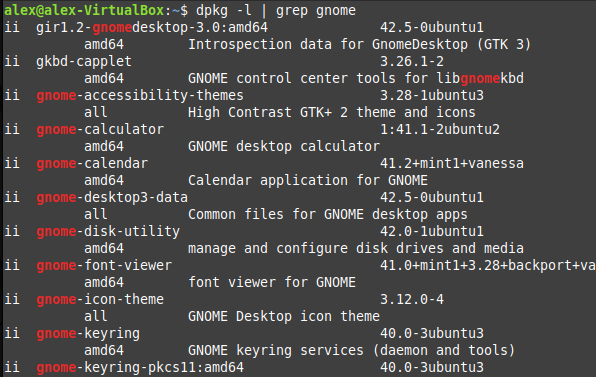 alex@alex-VirtualBox:~$ dpkg -l | grep gnome
ii  gir1.2-gnomedesktop-3.0:amd64              42.5-0ubuntu1
          amd64        Introspection data for GnomeDesktop (GTK 3)
ii  gkbd-capplet                               3.26.1-2
          amd64        GNOME control center tools for libgnomekbd
ii  gnome-accessibility-themes                 3.28-1ubuntu3
          all          High Contrast GTK+ 2 theme and icons
ii  gnome-calculator                           1:41.1-2ubuntu2
          amd64        GNOME desktop calculator
ii  gnome-calendar                             41.2+mint1+vanessa
          amd64        Calendar application for GNOME
ii  gnome-desktop3-data                        42.5-0ubuntu1
          all          Common files for GNOME desktop apps
ii  gnome-disk-utility                         42.0-1ubuntu1
          amd64        manage and configure disk drives and media
ii  gnome-font-viewer                          41.0+mint1+3.28+backport+va
          amd64        font viewer for GNOME
ii  gnome-icon-theme                           3.12.0-4
          all          GNOME Desktop icon theme
ii  gnome-keyring                              40.0-3ubuntu3
          amd64        GNOME keyring services (daemon and tools)
ii  gnome-keyring-pkcs11:amd64                 40.0-3ubuntu3